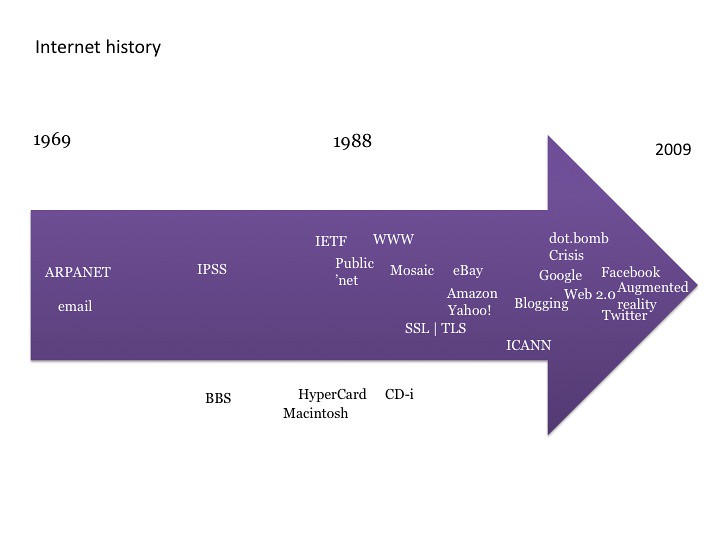 Internet history
1969
1988
2009
ARPANET
email
IPSS
IETF
WWW
Public
’net
Mosaic
eBay
Amazon
Yahoo!
SSL | TLS
dot.bomb
Crisis
Google
Facebook
Web 2.0
Augmented
reality
Blogging
Twitter
ICANN
BBS
HyperCard
CD-i
Macintosh